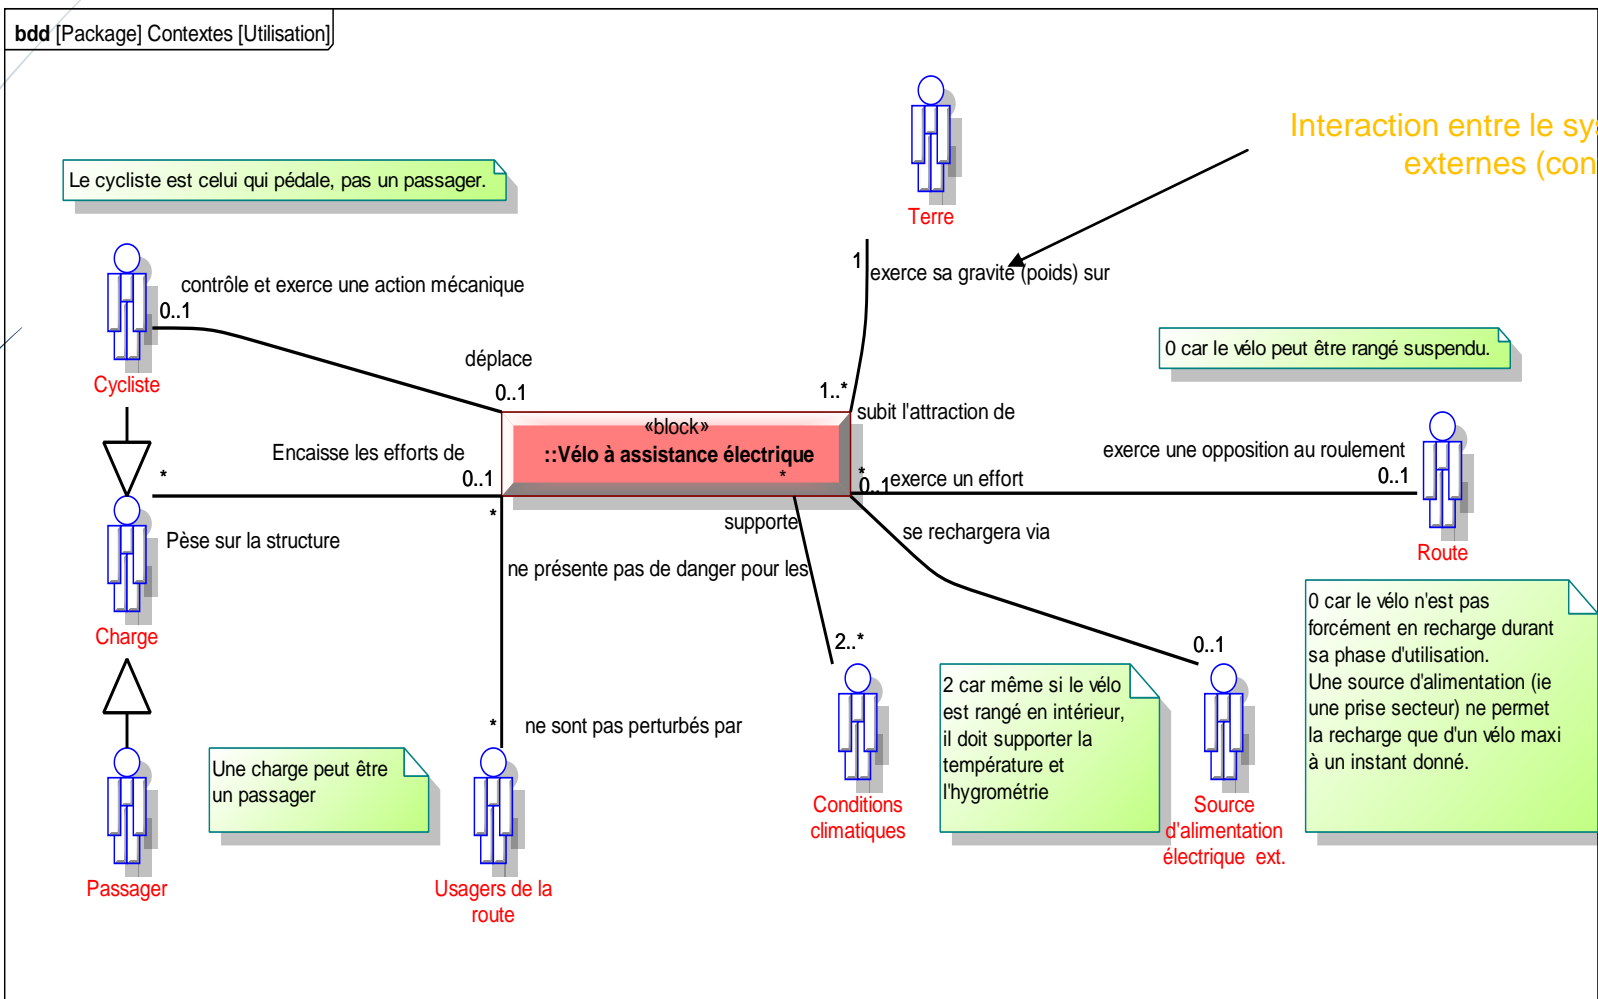 bdd [Package] Contextes [Utilisation]
Interaction entre le sy
externes (con
Le cycliste est celui qui pédale, pas un passager.
Terre
1
exerce sa gravité (poids) sur
contrôle et exerce une action mécanique
0..1
Cycliste
déplace
0..1
1..*
subit l'attraction de
0 car le vélo peut être rangé suspendu.
«block»
::Vélo à assistance électrique
Encaisse les efforts de
*
0..1
*
*
0..1
exerce un effort
exerce une opposition au roulement
0..1
Route
Pèse sur la structure
Charge
*
supporte
se rechargera via
ne présente pas de danger pour les
2..*
0..1
0 car le vélo n'est pas
forcément en recharge durant
sa phase d'utilisation.
Une source d'alimentation (ie
une prise secteur) ne permet
la recharge que d'un vélo maxi
à un instant donné.
2 car même si le vélo
est rangé en intérieur,
il doit supporter la
température et
l'hygrométrie
*
ne sont pas perturbés par
Une charge peut être
un passager
Conditions
climatiques
Source
d'alimentation
électrique ext.
Passager
Usagers de la
route